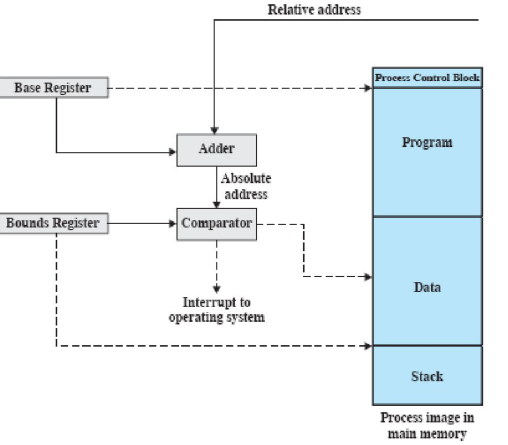 Relative address
Process Control Block
Base Register
Program
Adder
Absolute
address
Bounds Register
Comparator
Data
Interrupt to
operating system
Stack
Process image in
main memory